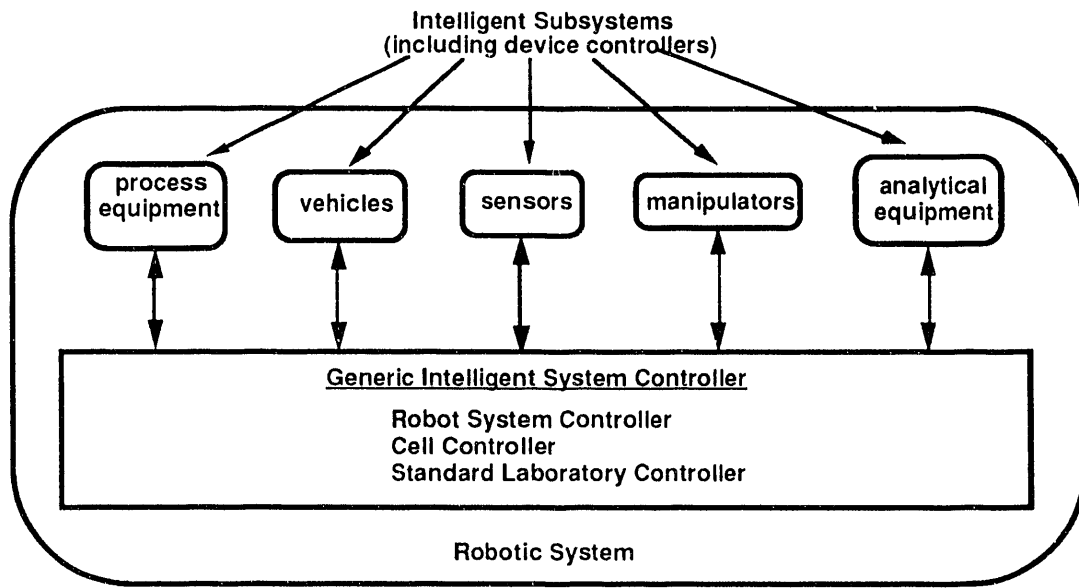 Intelligent Subsystems
(including device controllers)
process
equipment
vehicles
sensors
manipulators
analytical
equipment
Generic Intelligent System Controller
Robot System Controller
Cell Controller
Standard Laboratory Controller
Robotic System